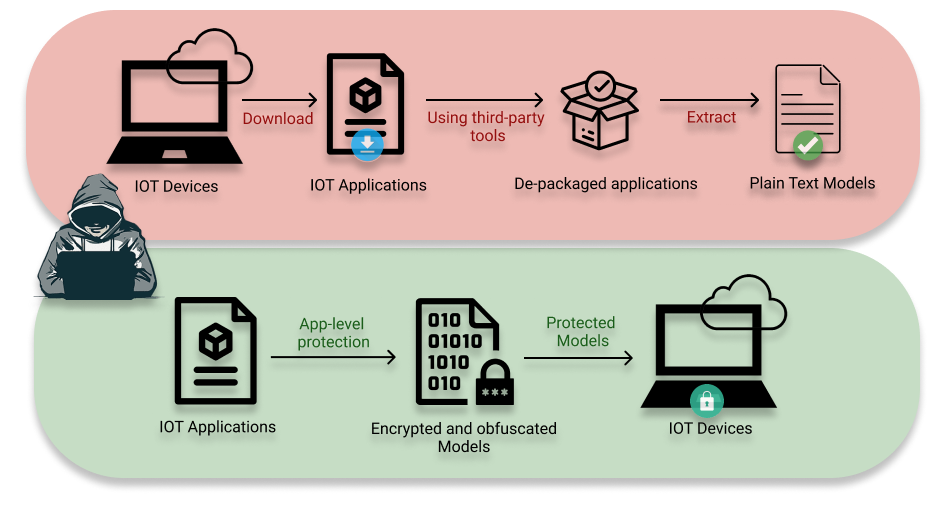 Download
Using third-party
tools
Extract
IOT Devices
IOT Applications
De-packaged applications
Plain Text Models
App-level
protection
Protected
Models
010
01010
1010
010
***
IOT Applications
Encrypted and obfuscated
Models
IOT Devices